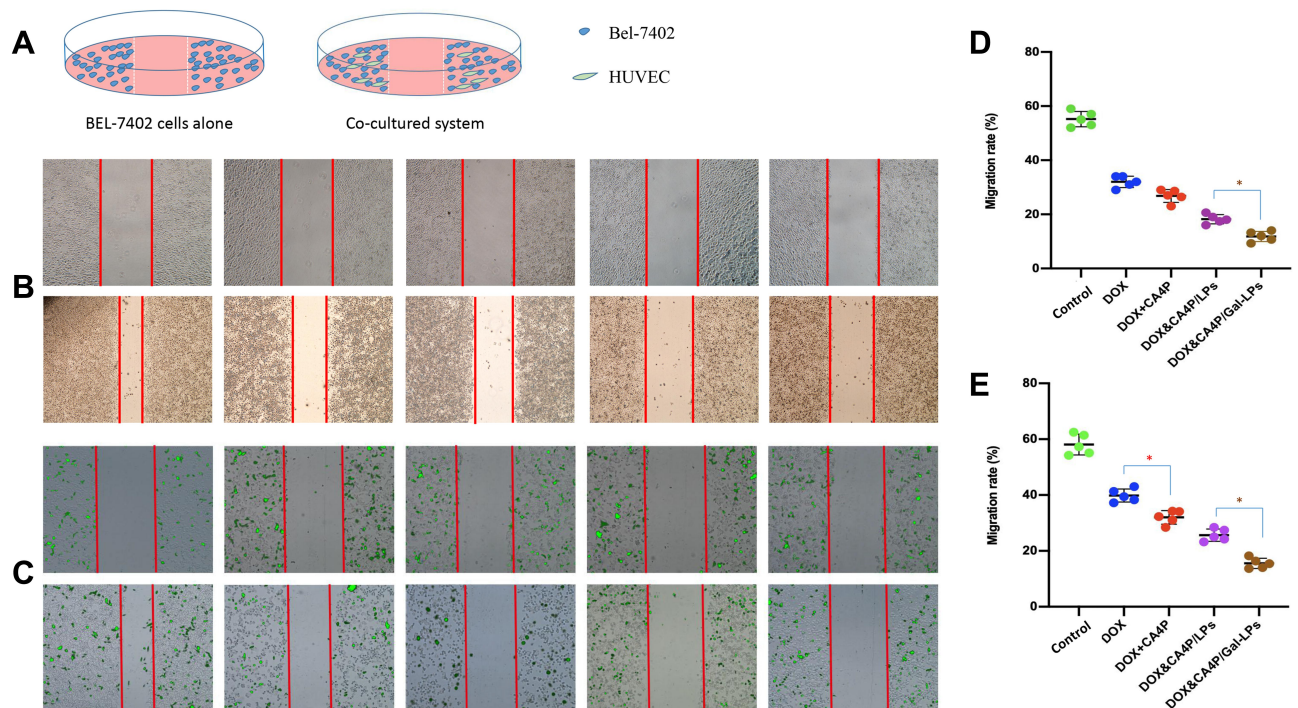 A
Bel-7402
HUVEC
BEL-7402 cells alone
Co-cultured system
B
C
D
80
60
40
20
0
Migration rate (%)
*
Control
DOX
DOX+CA4P
DOX&CA4P/LPs
DOX&CA4P/Gal-LPs
E
80
60
40
20
0
Migration rate (%)
*
*
Control
DOX
DOX+CA4P
DOX&CA4P/LPs
DOX&CA4P/Gal-LPs